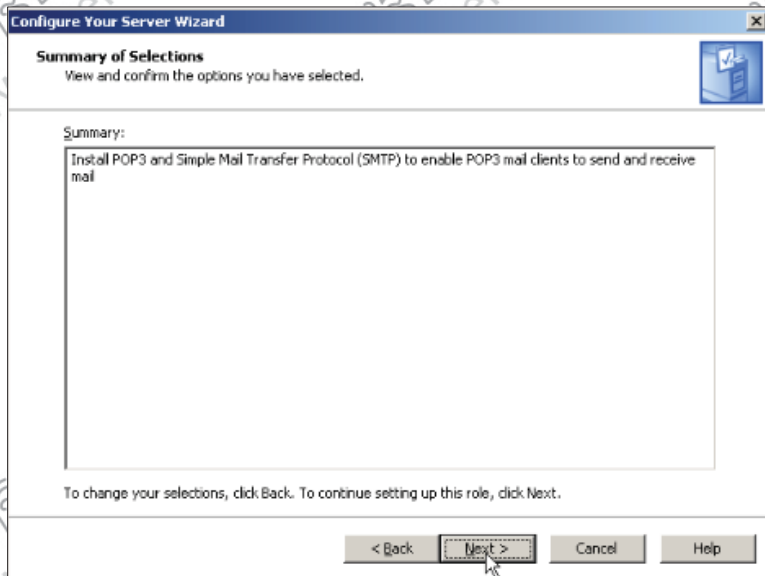 Configure Your Server Wizard
Summary of Selections
View and confirm the options you have selected.
Summary:
Install POP3 and Simple Mail Transfer Protocol (SMTP) to enable POP3 mail clients to send and receive
mail
To change your selections, click Back. To continue setting up this role, click Next.
< Back Next > Cancel Help